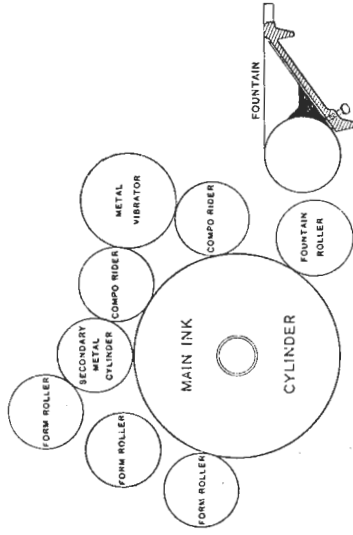 FORM ROLLER
FORM ROLLER
FORM ROLLER
SECONDARY
METAL
CYLINDER
COMPO RIDER
METAL
VIBRATOR
COMPO RIDER
MAIN INK
CYLINDER
FOUNTAIN
ROLLER
FOUNTAIN